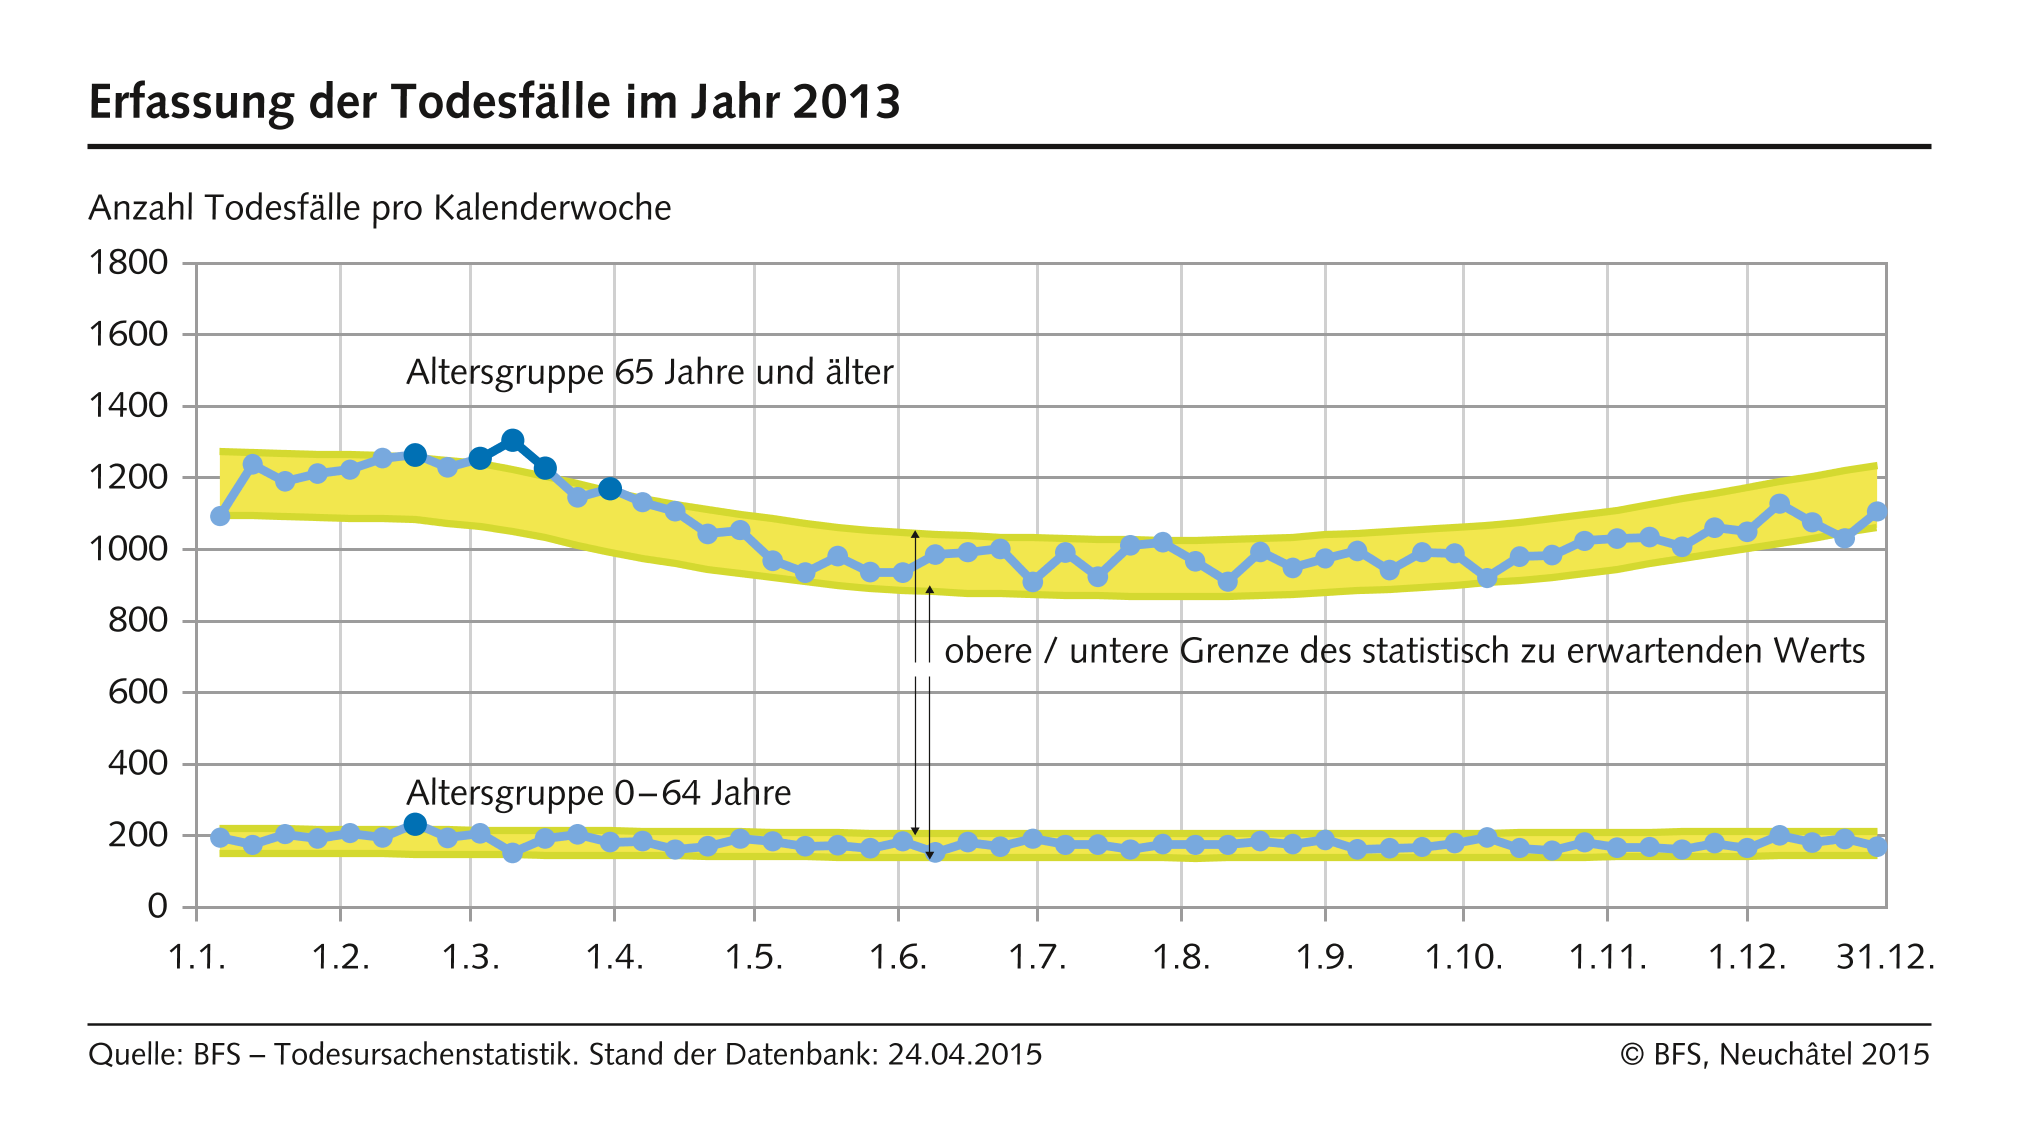 Erfassung der Todesfälle im Jahr 2013
Anzahl Todesfälle pro Kalenderwoche
1800
1600
Altersgruppe 65 Jahre und älter
1400
1200
1000
800
obere / untere Grenze des statistisch zu erwartenden Werts
600
400
Altersgruppe 0–64 Jahre
200
0
1.1. 1.2. 1.3. 1.4. 1.5. 1.6. 1.7. 1.8. 1.9. 1.10. 1.11. 1.12. 31.12.
Quelle: BFS – Todesursachenstatistik. Stand der Datenbank: 24.04.2015
© BFS, Neuchâtel 2015